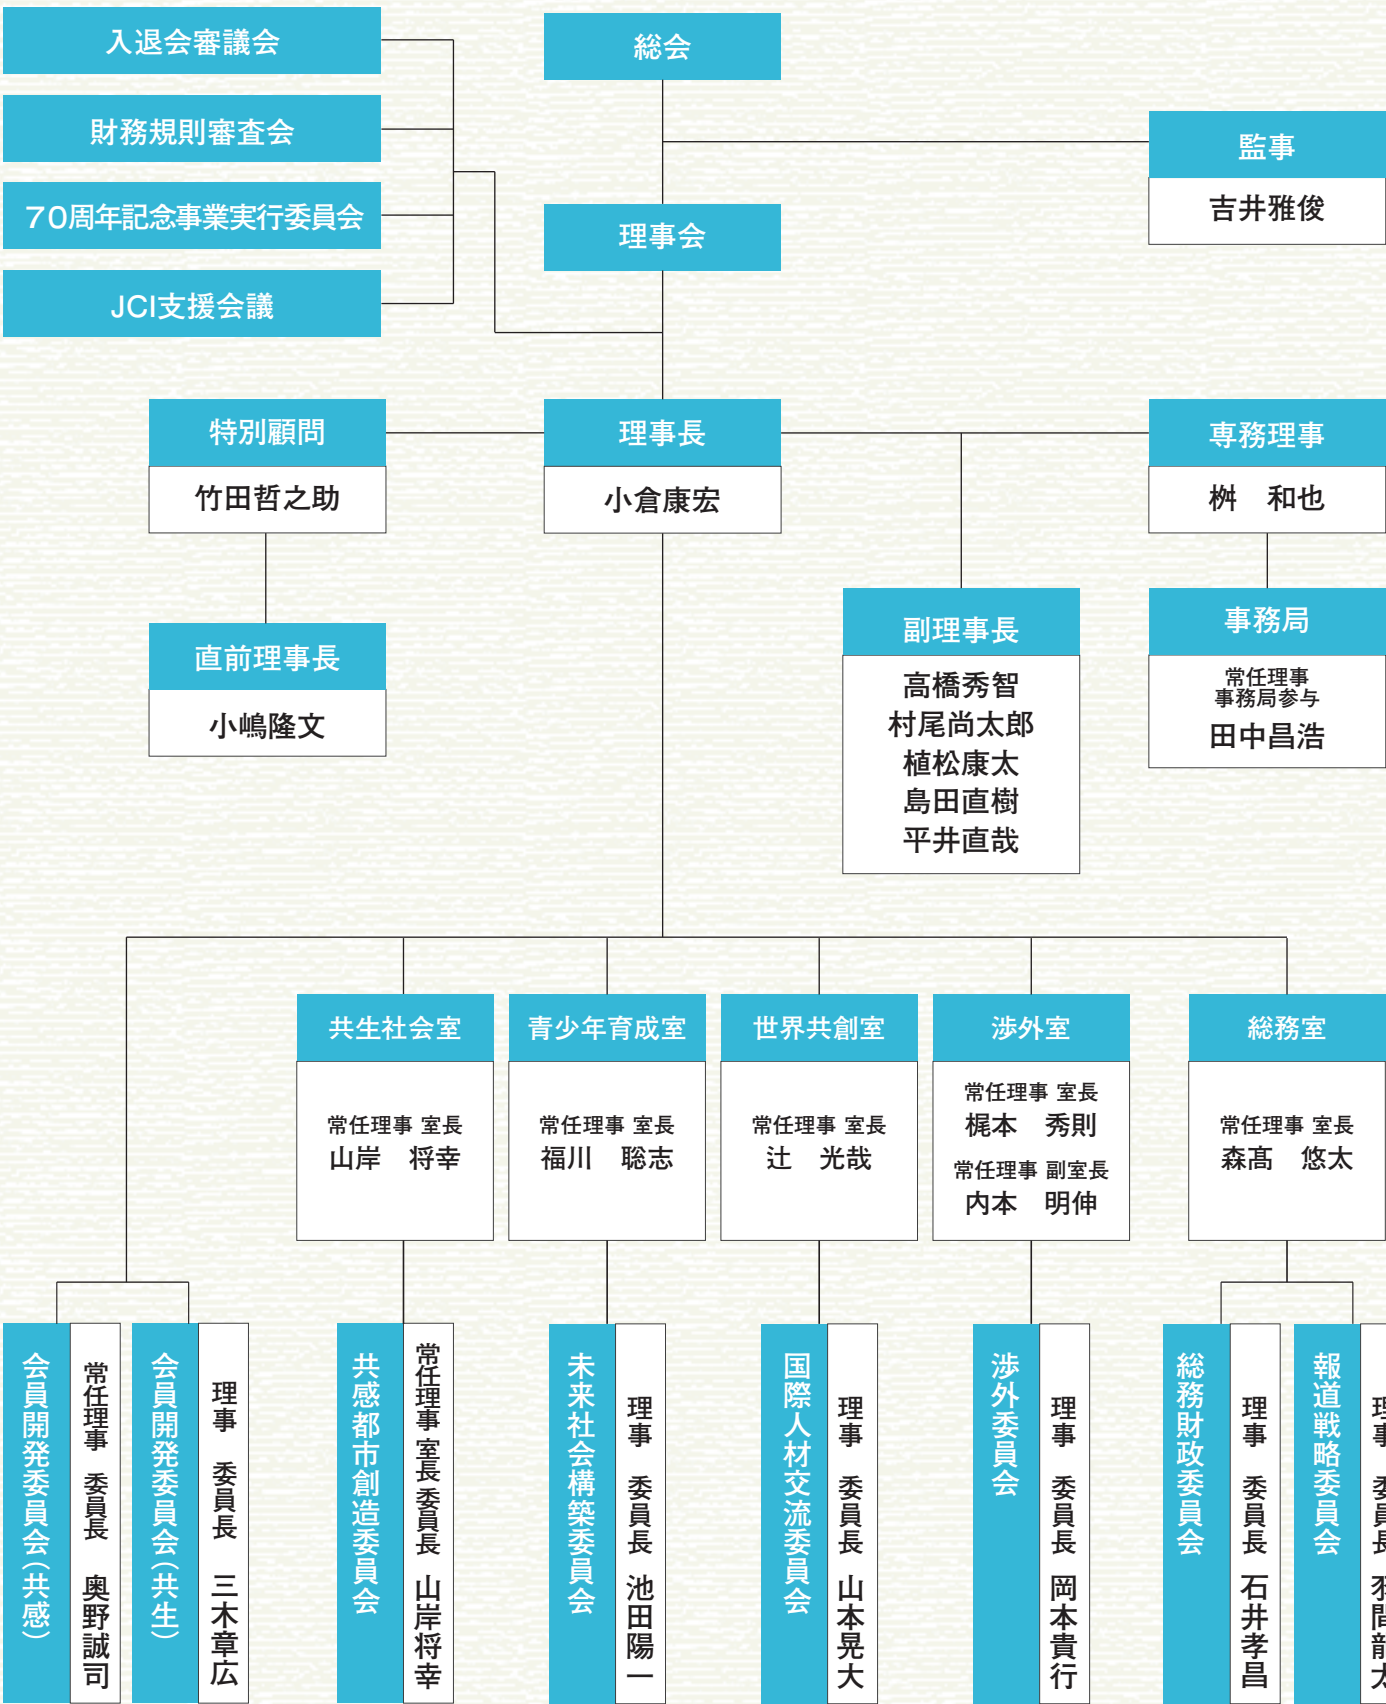 入退会審議会
財務規則審査会
70周年記念事業実行委員会
JCI支援会議
総会
監事
吉井雅俊
理事会
特別顧問
竹田哲之助
理事長
小倉康宏
専務理事
桝　和也
直前理事長
小嶋隆文
副理事長
高橋秀智
村尾尚太郎
植松康太
島田直樹
平井直哉
事務局
常任理事
事務局参与
田中昌浩
共生社会室
常任理事 室長
山岸　将幸
青少年育成室
常任理事 室長
福川　聡志
世界共創室
常任理事 室長
辻　光哉
渉外室
常任理事 室長
梶本　秀則
常任理事 副室長
内本　明伸
総務室
常任理事 室長
森髙　悠太
会員開発委員会（共感）
常任理事　委員長　奥野誠司
会員開発委員会（共生）
理事　委員長　三木章広
共感都市創造委員会
常任理事 室長 委員長 山岸将幸
未来社会構築委員会
理事　委員長　池田陽一
国際人材交流委員会
理事　委員長　山本晃大
渉外委員会
理事　委員長　岡本貴行
総務財政委員会
理事　委員長　石井孝昌
報道戦略委員会
理事　委員長